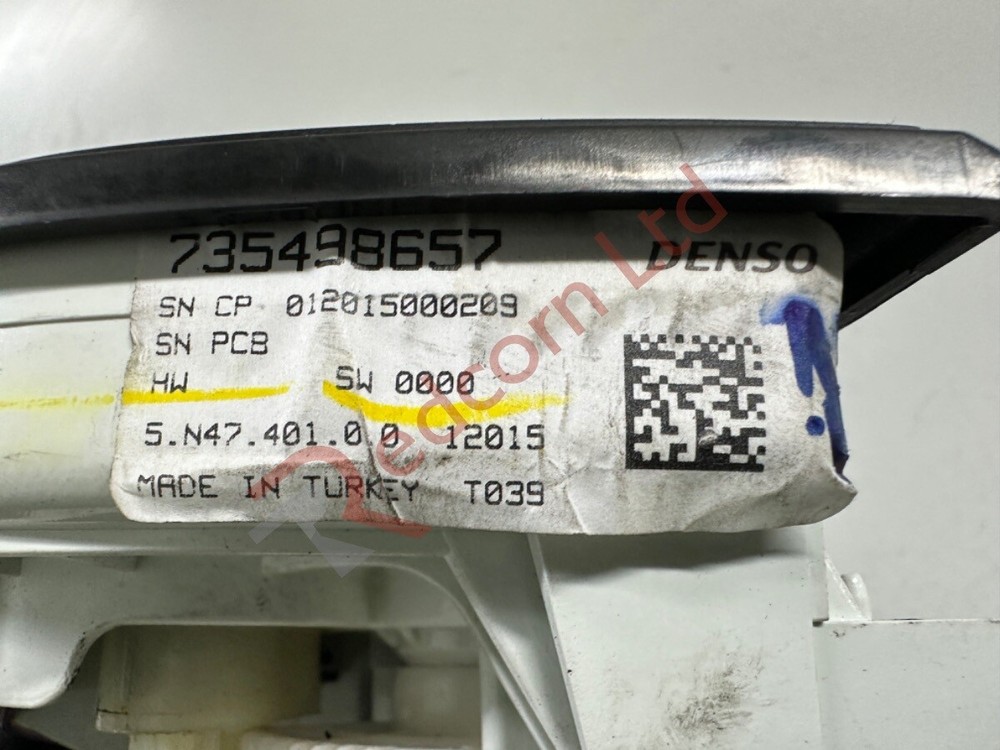 735498657
DENSO
SN CP 012015000209
SN PCB
HW SW 0000
5.N47.401.0 0 12015
MADE IN TURKEY T039
Redcorn Ltd